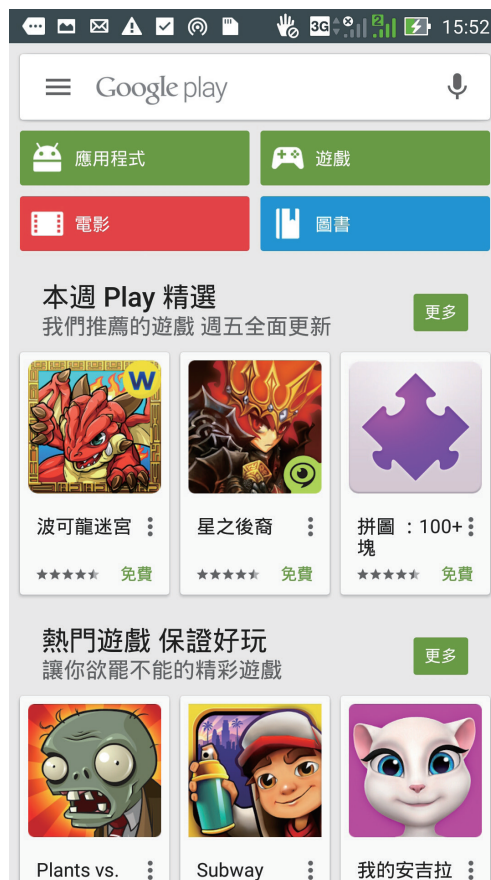 3G
2
15:52
Google play
應用程式
遊戲
電影
圖書
本週 Play 精選
我們推薦的遊戲 週五全面更新
更多
W
波可龍迷宮
免費
星之後裔
免費
拼圖 : 100+
塊
免費
熱門遊戲 保證好玩
讓你欲罷不能的精彩遊戲
更多
Plants vs.
Subway
我的安吉拉